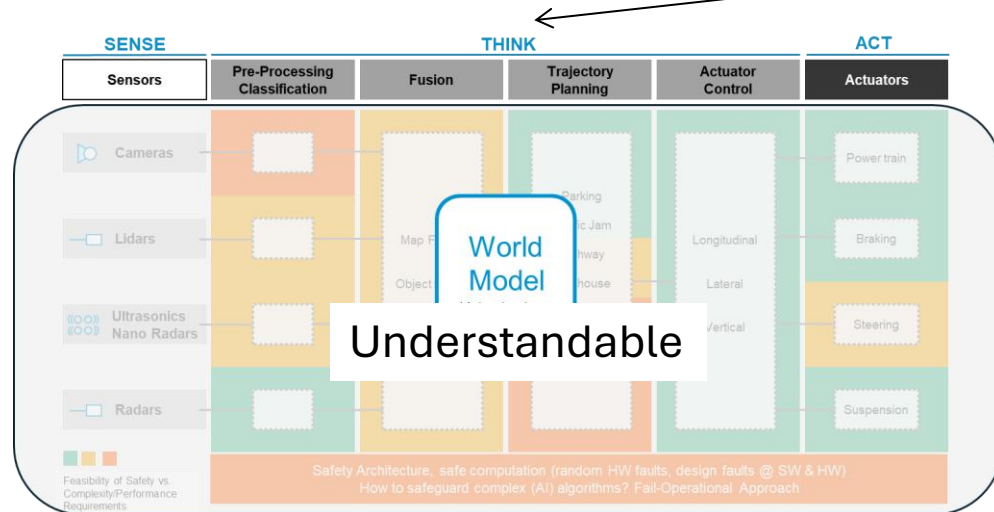 SENSE
THINK
ACT
Sensors
Pre-Processing
Classification
Fusion
Trajectory
Planning
Actuator
Control
Actuators
Cameras
Lidars
Ultrasonics
Nano Radars
Radars
Map
Object
World
Model
Parking
Jam
Longitudinal
Lateral
Vertical
Power train
Braking
Steering
Suspension
Understandable
Feasibility of Safety vs.
Complexity/Performance
Requirements
Safety Architecture, safe computation (random HW faults, design faults @ SW & HW)
How to safeguard complex (AI) algorithms? Fail-Operational Approach